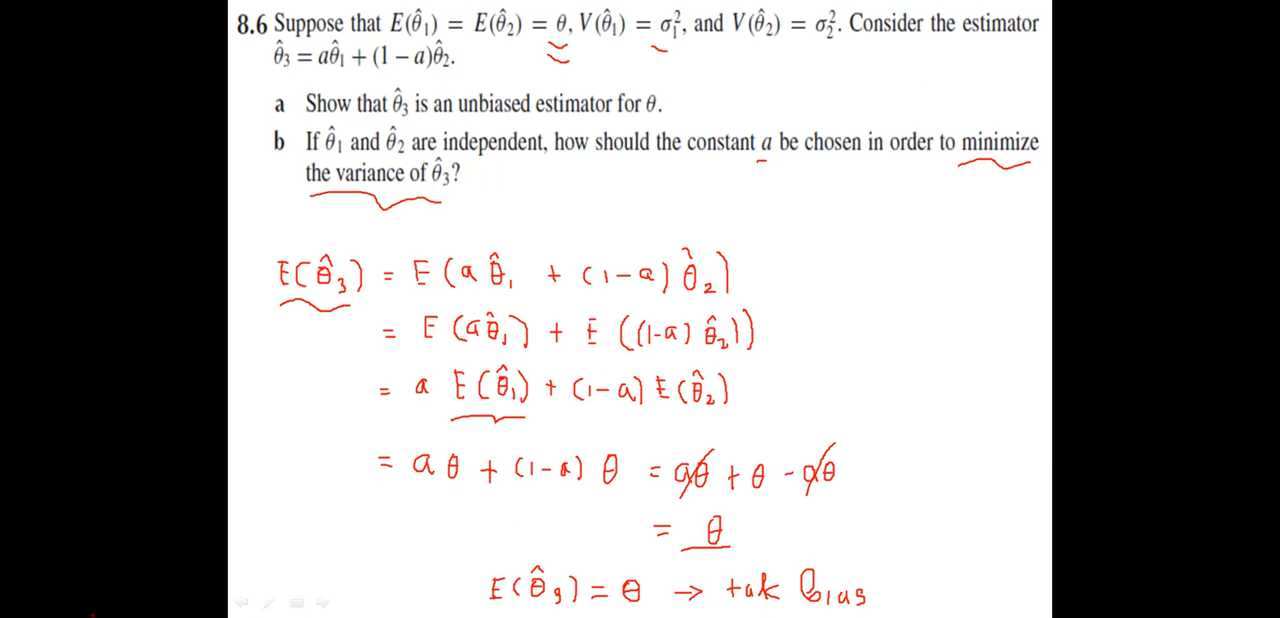 8.6 Suppose that E(θ̂₁) = E(θ̂₂) = θ, V(θ̂₁) = σ₁², and V(θ̂₂) = σ₂². Consider the estimator
θ̂₃ = aθ̂₁ + (1 − a)θ̂₂.
a Show that θ̂₃ is an unbiased estimator for θ.
b If θ̂₁ and θ̂₂ are independent, how should the constant a be chosen in order to minimize
the variance of θ̂₃?
E(θ̂₃) = E(a θ̂₁ + (1−a) θ̂₂)
= E(aθ̂₁) + E((1−a) θ̂₂))
= a E(θ̂₁) + (1−a) E(θ̂₂)
= aθ + (1−a) θ = aθ + θ − aθ
= θ
E(θ̂₃) = θ → tak bias